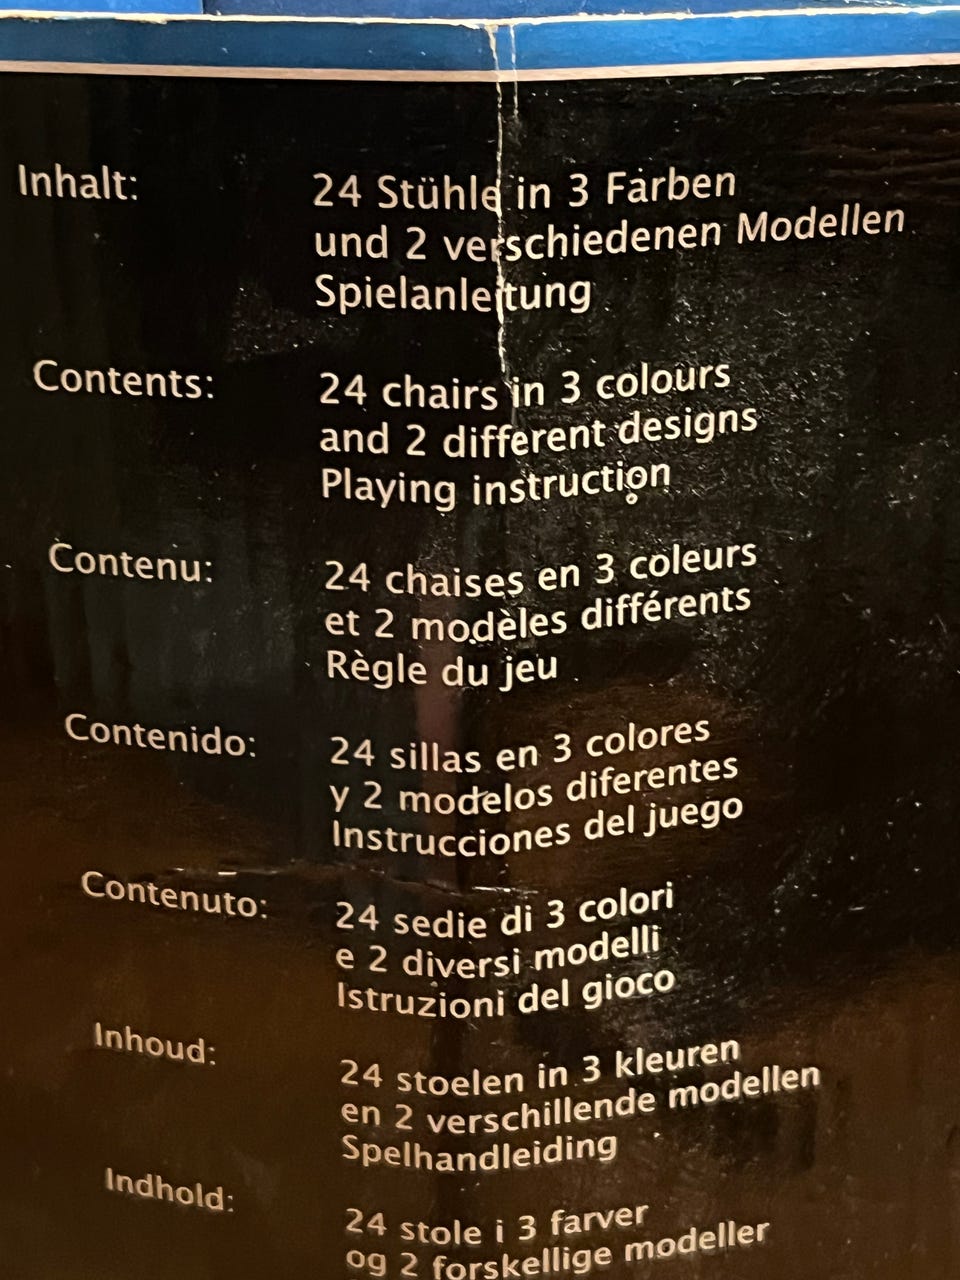 Inhalt: 24 Stühle in 3 Farben
und 2 verschiedenen Modellen
Spielanleitung
Contents: 24 chairs in 3 colours
and 2 different designs
Playing instruction
Contenu: 24 chaises en 3 coleurs
et 2 modèles différents
Règle du jeu
Contenido: 24 sillas en 3 colores
y 2 modelos diferentes
Instrucciones del juego
Contenuto: 24 sedie di 3 colori
e 2 diversi modelli
Istruzioni del gioco
Inhoud: 24 stoelen in 3 kleuren
en 2 verschillende modellen
Spelhandleiding
Indhold: 24 stole i 3 farver
og 2 forskellige modeller